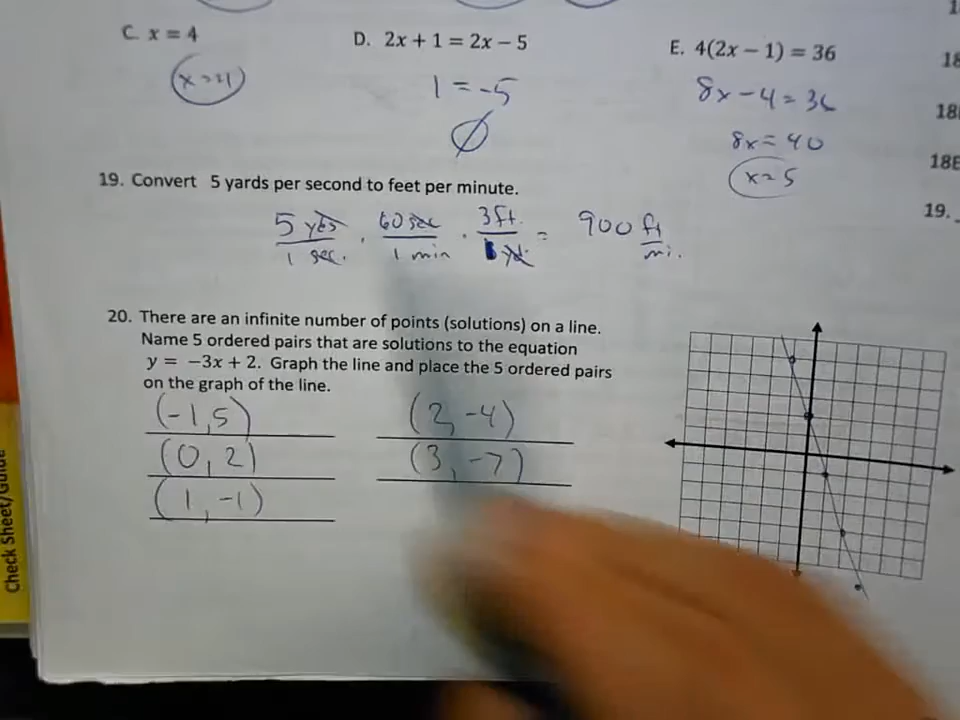 C. x = 4
D. 2x + 1 = 2x − 5
E. 4(2x − 1) = 36
x = 4
1 = -5
∅
8x - 4 = 36
8x = 40
x = 5
18
18
18E
19. Convert 5 yards per second to feet per minute.
19.
5 yds / 1 sec. · 60 sec / 1 min · 3 ft. / yd = 900 ft / mi.
20. There are an infinite number of points (solutions) on a line.
Name 5 ordered pairs that are solutions to the equation
y = −3x + 2. Graph the line and place the 5 ordered pairs
on the graph of the line.
(-1, 5)
(2, -4)
(0, 2)
(3, -7)
(1, -1)
Check Sheet/Guide